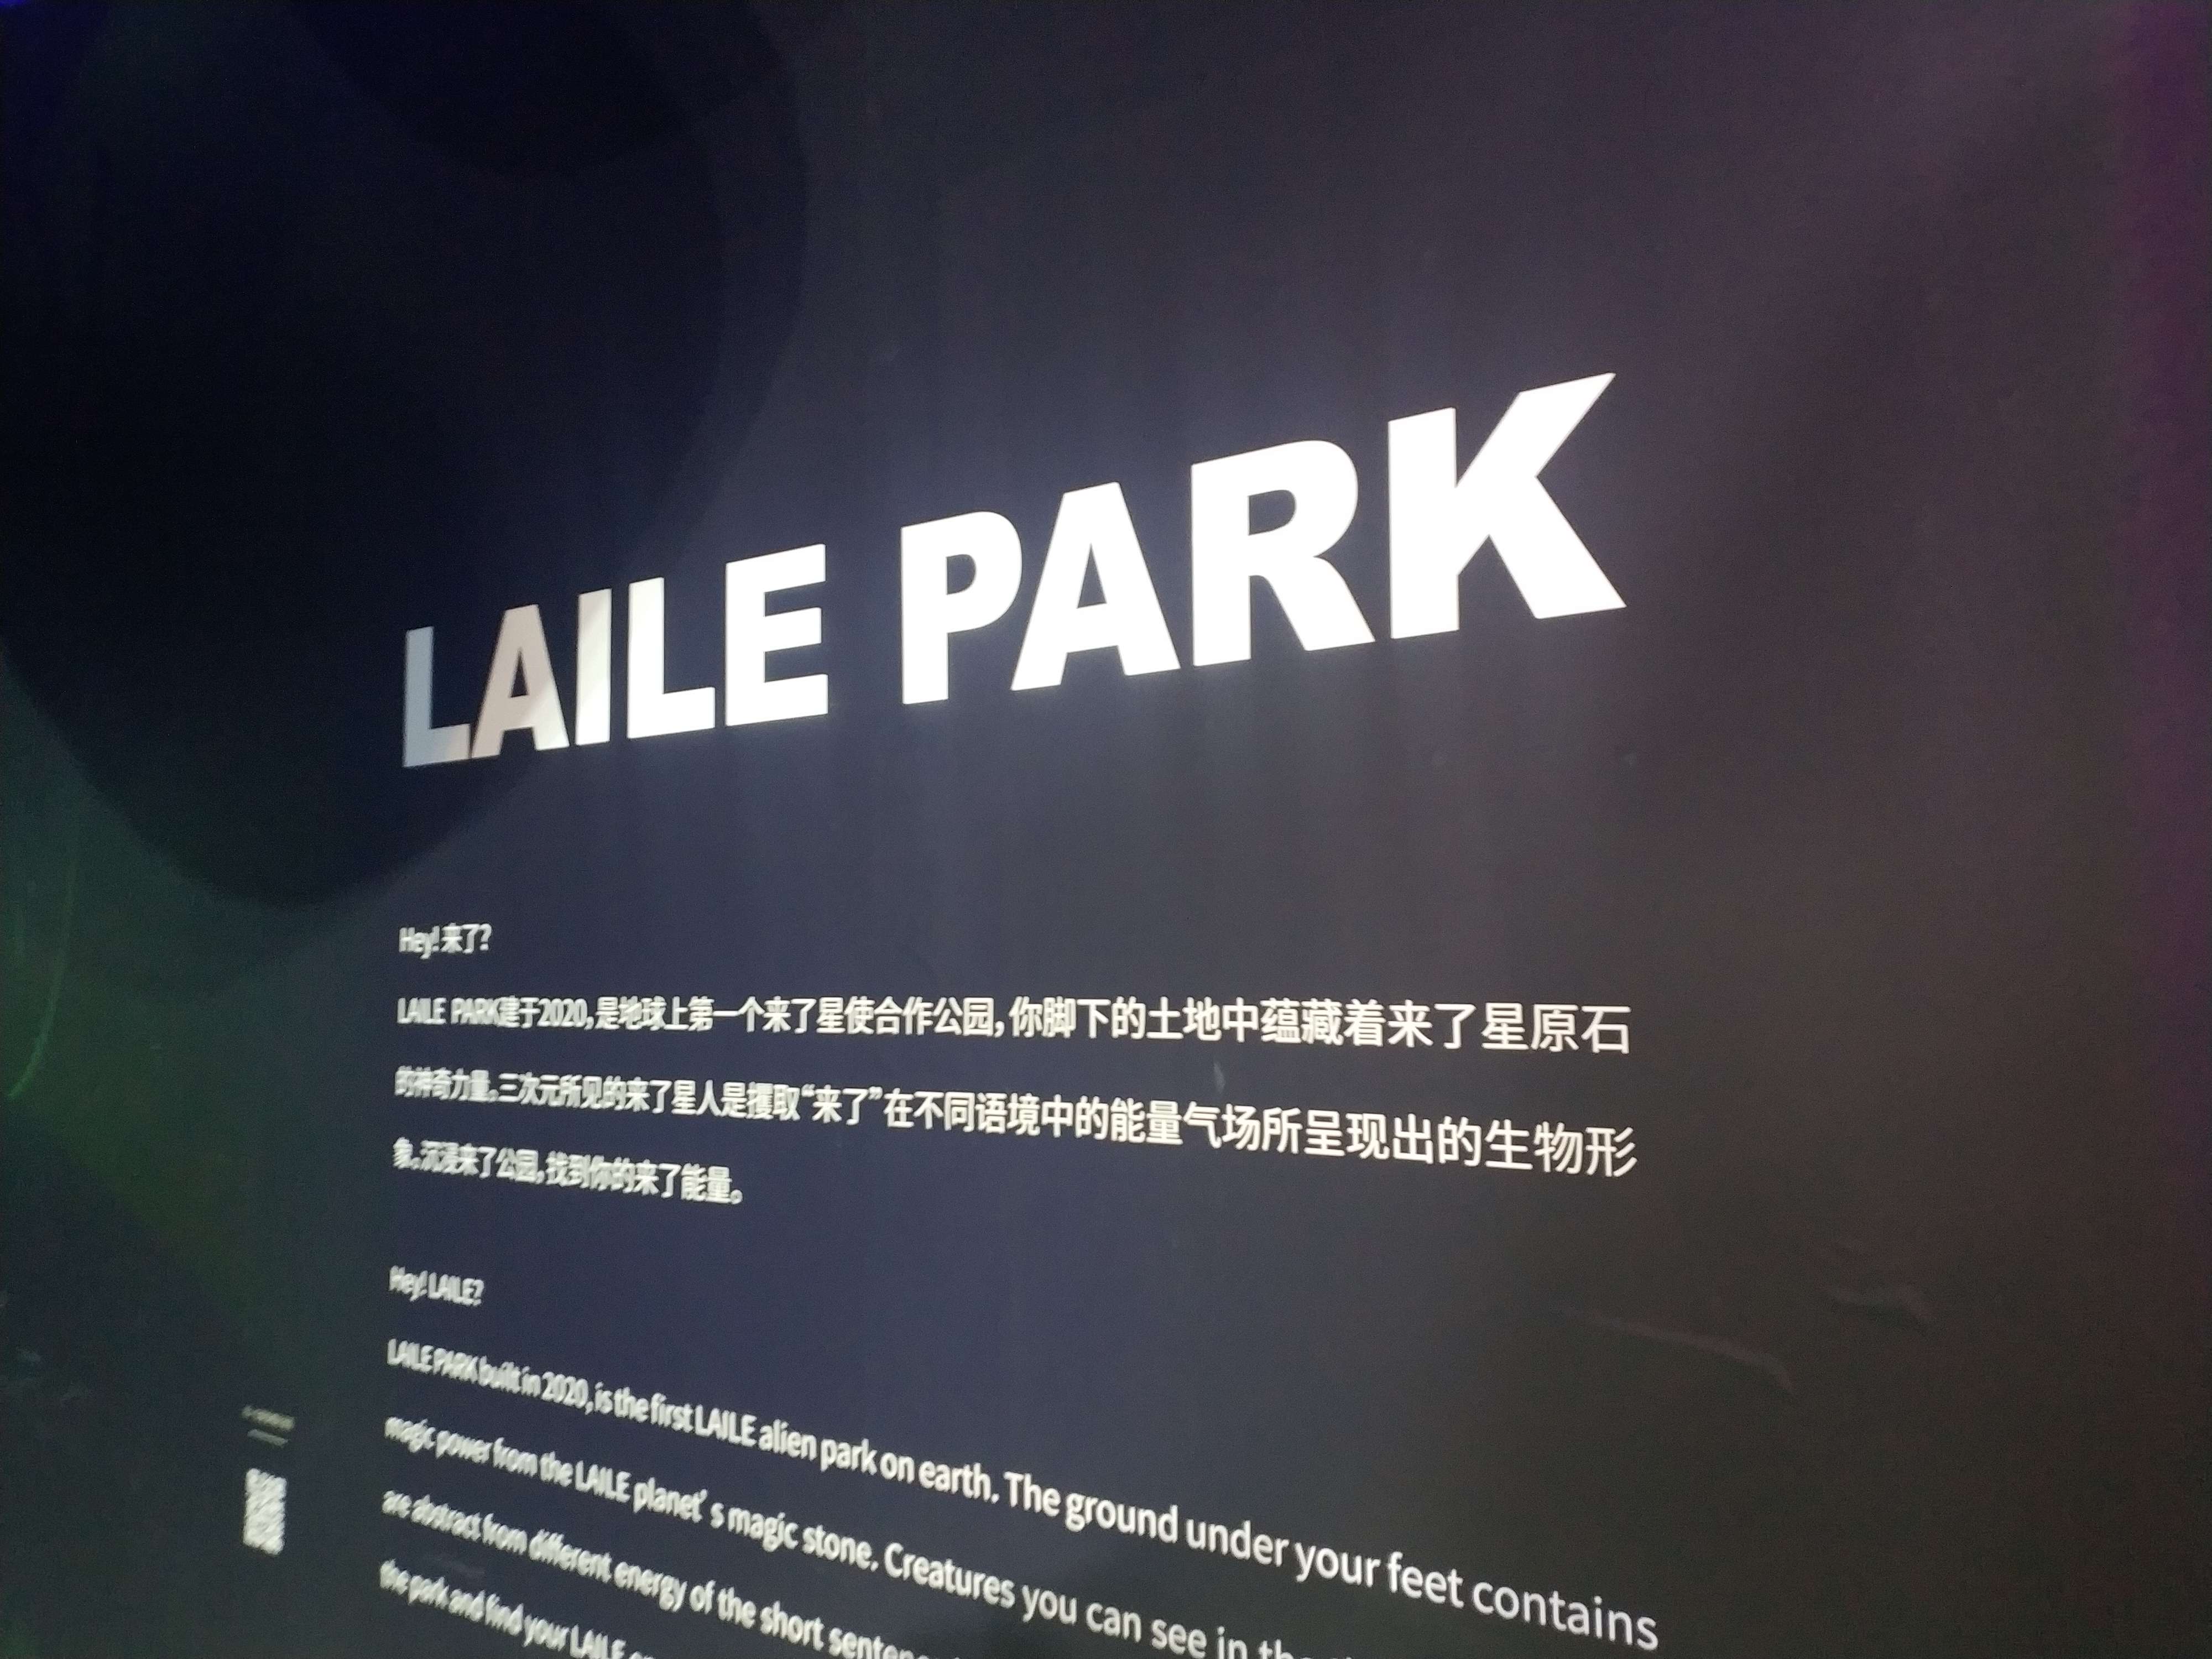 LAILE PARK
Hey! 来了?
LAILE PARK建于2020,是地球上第一个来了星使合作公园,你脚下的土地中蕴藏着来了星原石
的神奇力量。三次元所见的来了星人是攫取“来了”在不同语境中的能量气场所呈现出的生物形
象。沉浸来了公园,找到你的来了能量。
Hey! LAILE?
LAILE PARK built in 2020, is the first LAILE alien park on earth. The ground under your feet contains
magic power from the LAILE planet’s magic stone. Creatures you can see in the
are abstract from different energy of the short
the park and find your LAILE